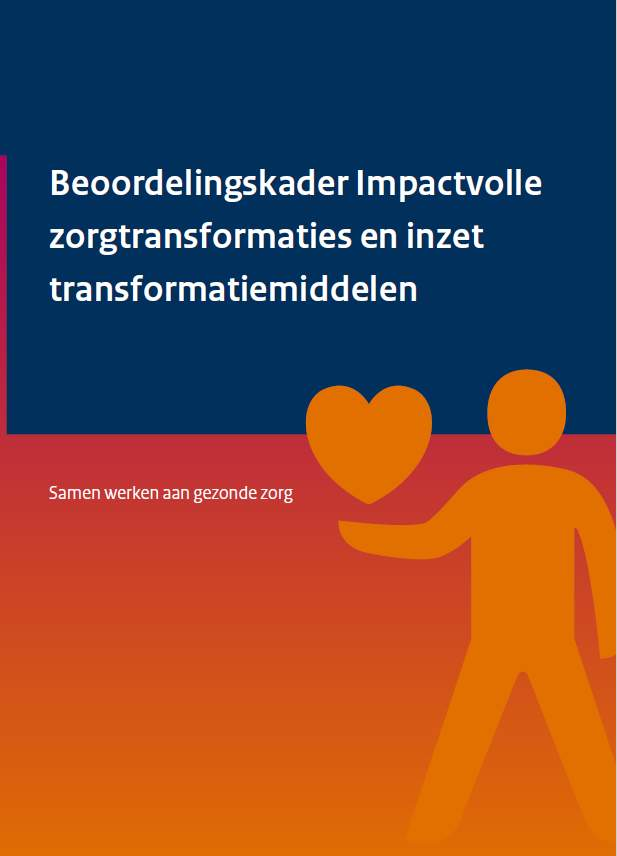 Beoordelingskader Impactvolle
zorgtransformaties en inzet
transformatiemiddelen
Samen werken aan gezonde zorg